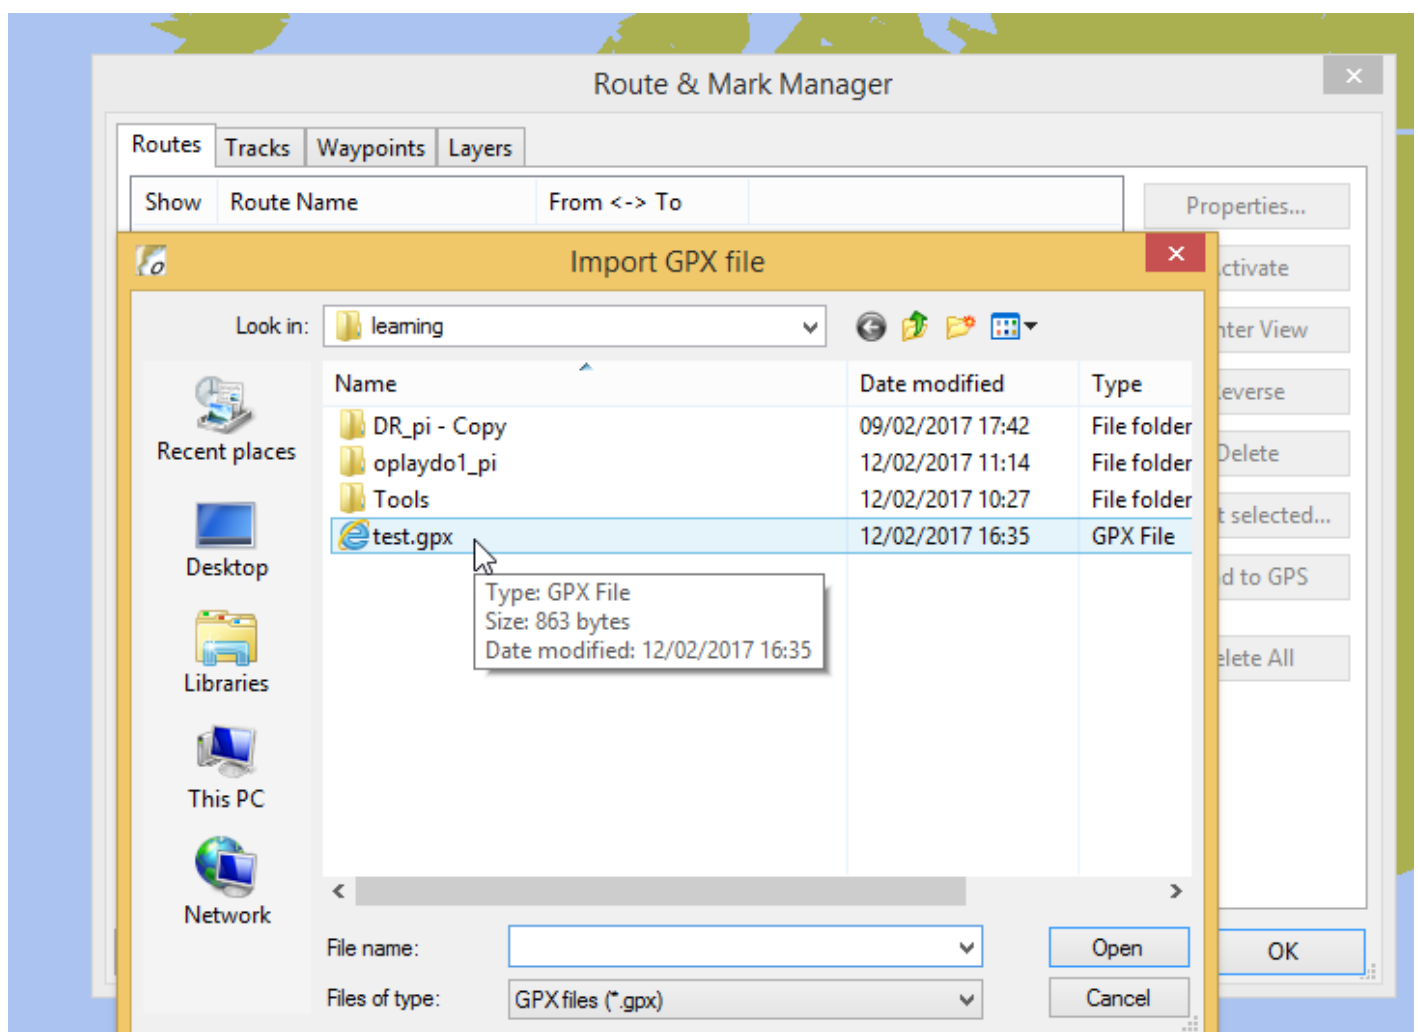 Route & Mark Manager
Routes Tracks Waypoints Layers
Show Route Name From <-> To
Properties...
Import GPX file
Look in: learning
Name Date modified Type
DR_pi - Copy 09/02/2017 17:42 File folder
oplaydo1_pi 12/02/2017 11:14 File folder
Tools 12/02/2017 10:27 File folder
test.gpx 12/02/2017 16:35 GPX File
Type: GPX File
Size: 863 bytes
Date modified: 12/02/2017 16:35
Recent places
Desktop
Libraries
This PC
Network
File name: Open
Files of type: GPX files (*.gpx) Cancel
ctivate
nter View
everse
Delete
t selected...
d to GPS
elete All
OK